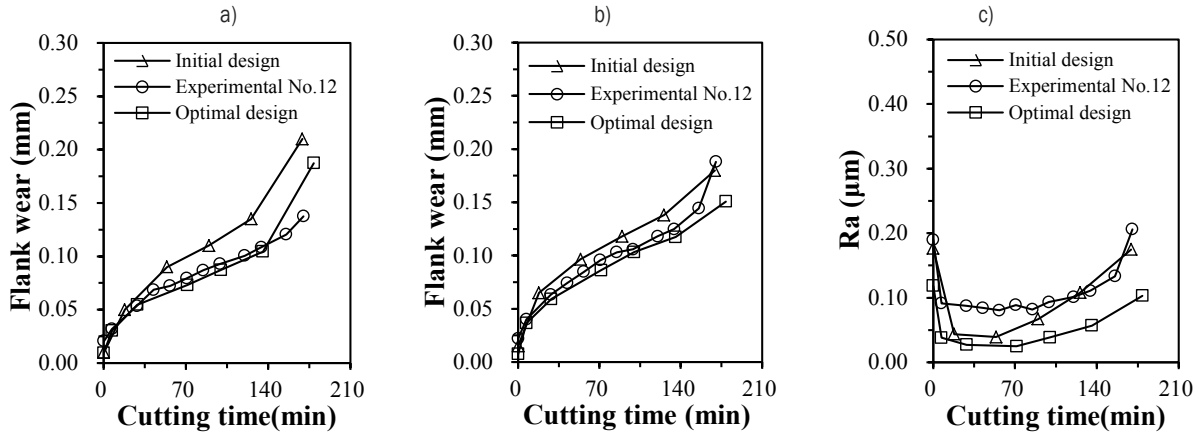 a)
0.30
0.25
0.20
0.15
0.10
0.05
0.00
Flank wear (mm)
Initial design
Experimental No.12
Optimal design
0
70
140
210
Cutting time(min)
b)
0.30
0.25
0.20
0.15
0.10
0.05
0.00
Flank wear (mm)
Initial design
Experimental No.12
Optimal design
0
70
140
210
Cutting time (min)
c)
0.50
0.40
0.30
0.20
0.10
0.00
Ra (μm)
Initial design
Experimental No.12
Optimal design
0
70
140
210
Cutting time(min)